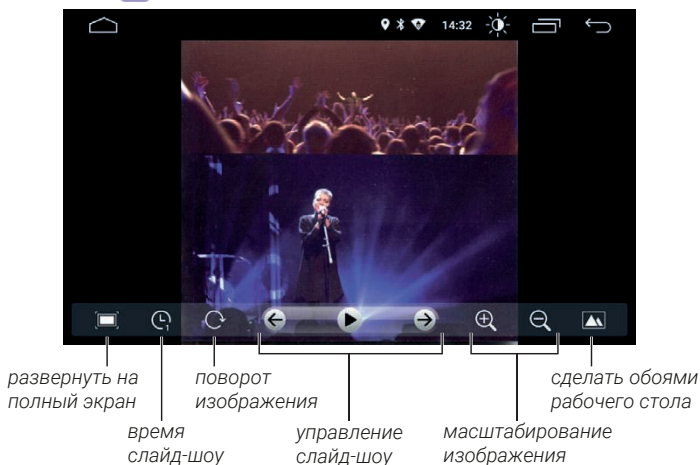 14:32
1
развернуть на
полный экран
время
слайд-шоу
поворот
изображения
управление
слайд-шоу
масштабирование
изображения
сделать обоями
рабочего стола